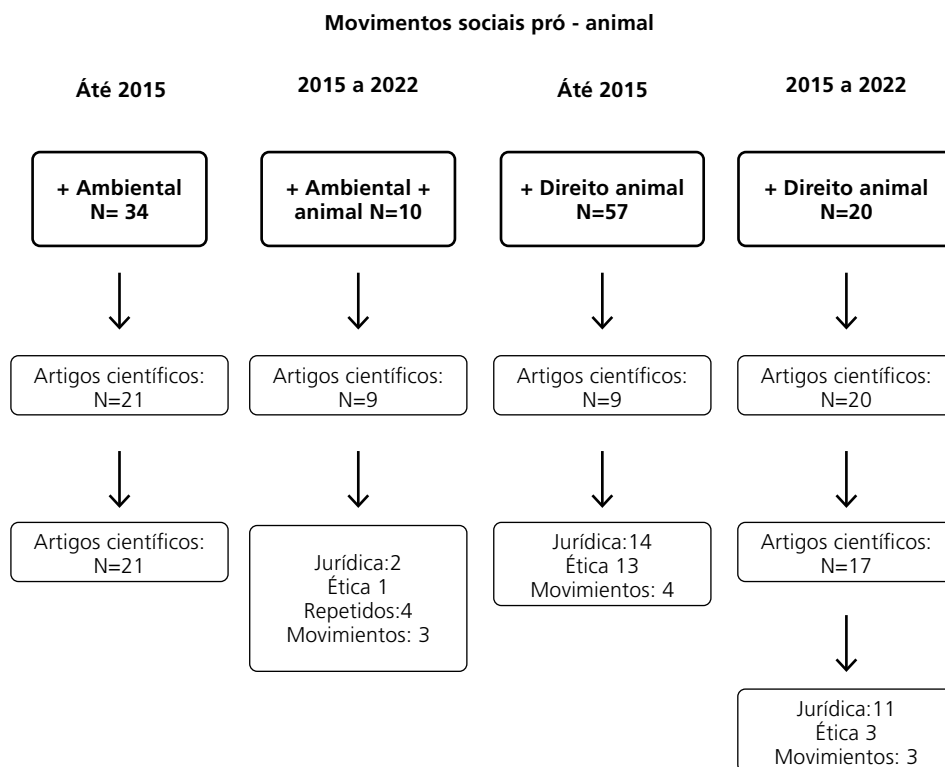 Movimentos sociais pró - animal
Áté 2015
2015 a 2022
Áté 2015
2015 a 2022
+ Ambiental
N= 34
+ Ambiental +
animal N=10
+ Direito animal
N=57
+ Direito animal
N=20
Artigos científicos:
N=21
Artigos científicos:
N=9
Artigos científicos:
N=9
Artigos científicos:
N=20
Artigos científicos:
N=21
Jurídica:2
Ética 1
Repetidos:4
Movimientos: 3
Jurídica:14
Ética 13
Movimientos: 4
Artigos científicos:
N=17
Jurídica:11
Ética 3
Movimientos: 3